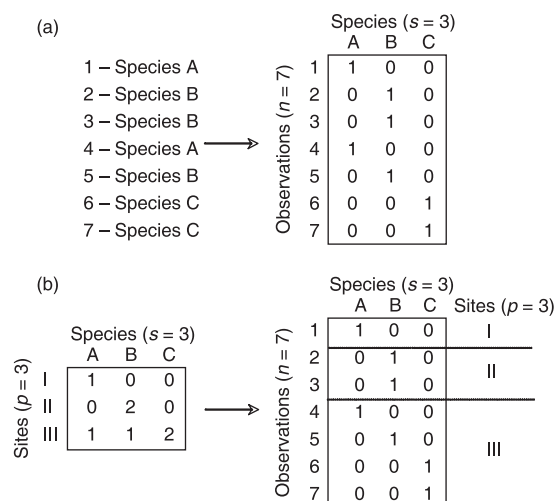 (a)
Species (s = 3)
A B C
1 – Species A
2 – Species B
3 – Species B
4 – Species A
5 – Species B
6 – Species C
7 – Species C
Observations (n = 7)
1 1 0 0
2 0 1 0
3 0 1 0
4 1 0 0
5 0 1 0
6 0 0 1
7 0 0 1
(b)
Species (s = 3)
A B C
Sites (p = 3)
I 1 0 0
II 0 2 0
III 1 1 2
Species (s = 3)
A B C Sites (p = 3)
Observations (n = 7)
1 1 0 0 I
2 0 1 0
II
3 0 1 0
4 1 0 0
5 0 1 0
III
6 0 0 1
7 0 0 1